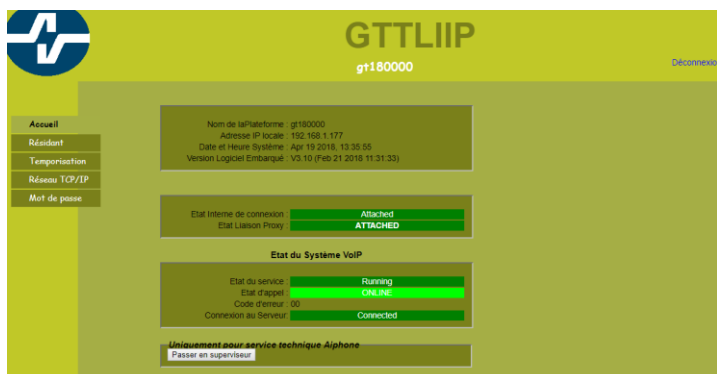 GTTLIIP
gt180000
Déconnexio
Accueil
Résidant
Temporisation
Réseau TCP/IP
Mot de passe
Nom de laPlateforme : gt180000
Adresse IP locale : 192.168.1.177
Date et Heure Système : Apr 19 2018, 13:35:55
Version Logiciel Embarqué : V3.10 (Feb 21 2018 11:31:33)
Etat Interne de connexion : Attached
Etat Liaison Proxy : ATTACHED
Etat du Système VoIP
Etat du service : Running
Etat d'appel : ONLINE
Code d'erreur : 00
Connexion au Serveur: Connected
Uniquement pour service technique Aiphone
Passer en superviseur